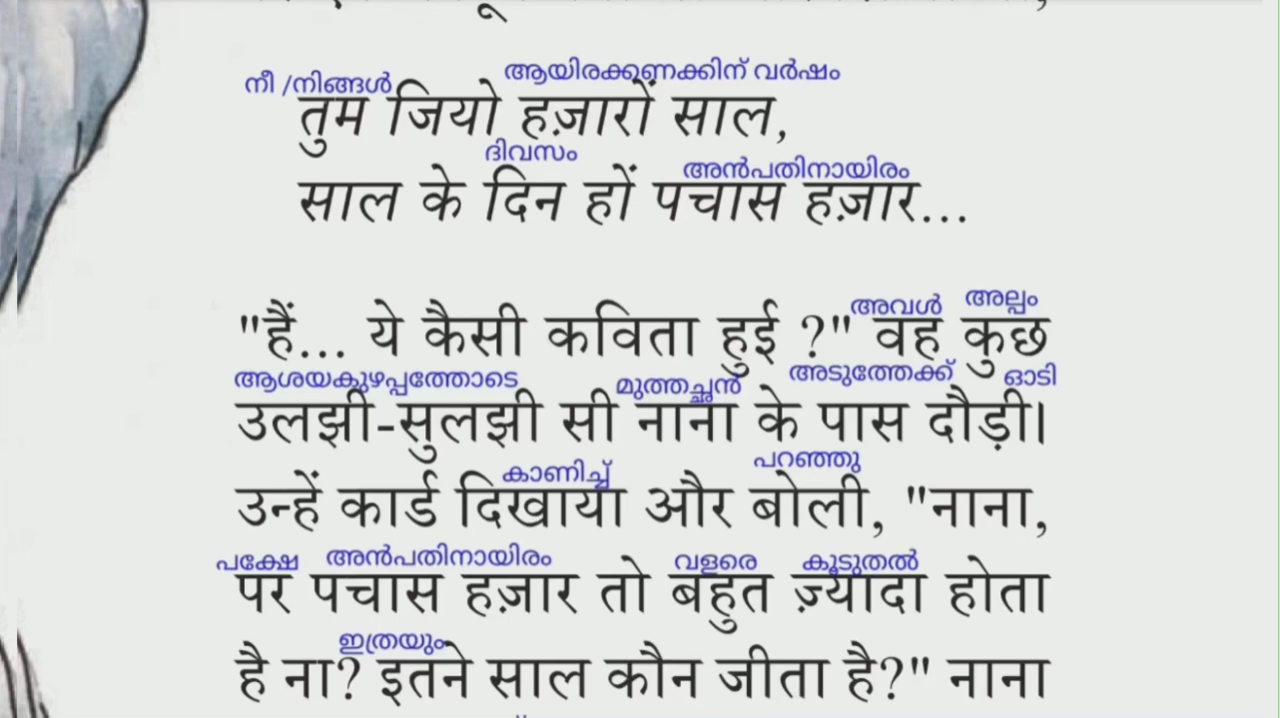 നീ /നിങ്ങൾ ആയിരക്കണക്കിന് വർഷം
तुम जियो हज़ारों साल,
ദിവസം അൻപതിനായിരം
साल के दिन हों पचास हज़ार...
അവൾ അല്പം
"हैं... ये कैसी कविता हुई ?" वह कुछ
ആശയകുഴപ്പത്തോടെ മുത്തച്ഛൻ അടുത്തേക്ക് ഓടി
उलझी-सुलझी सी नाना के पास दौड़ी।
കാണിച്ച് പറഞ്ഞു
उन्हें कार्ड दिखाया और बोली, "नाना,
പക്ഷേ അൻപതിനായിരം വളരെ കൂടുതൽ
पर पचास हज़ार तो बहुत ज़्यादा होता
ഇത്രയും
है ना? इतने साल कौन जीता है?" नाना